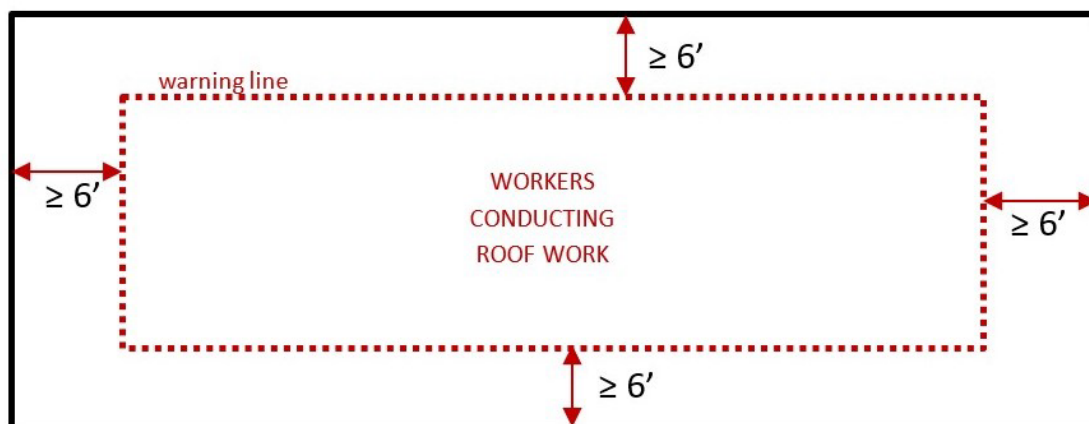 ≥ 6’
warning line
≥ 6’
WORKERS
CONDUCTING
ROOF WORK
≥ 6’
≥ 6’